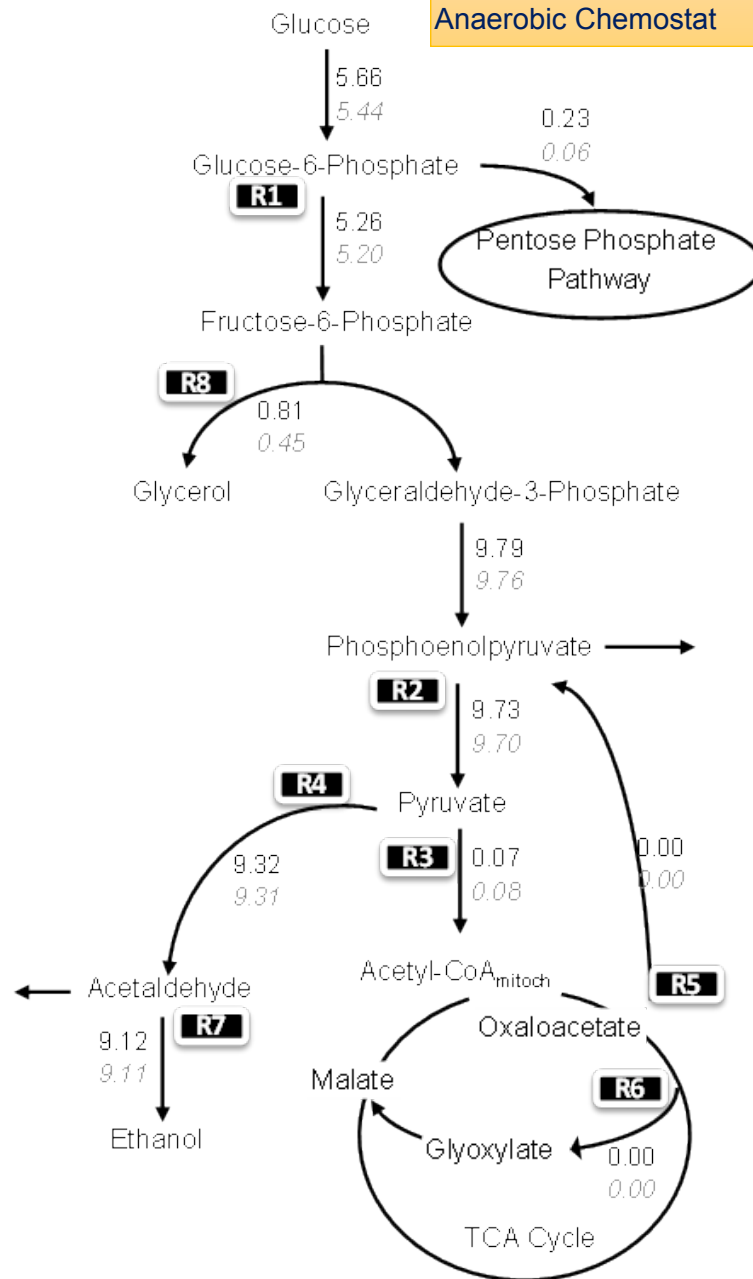 Anaerobic Chemostat
Glucose
5.66
5.44
0.23
0.06
Glucose-6-Phosphate
R1
5.26
5.20
Pentose Phosphate
Pathway
Fructose-6-Phosphate
R8
0.81
0.45
Glycerol
Glyceraldehyde-3-Phosphate
9.79
9.76
Phosphoenolpyruvate
R2
9.73
9.70
R4
Pyruvate
R3
0.07
0.08
0.00
0.00
9.32
9.31
Acetyl-CoAmitoch
R5
Acetaldehyde
R7
Oxaloacetate
9.12
9.11
Malate
R6
Ethanol
Glyoxylate
0.00
0.00
TCA Cycle